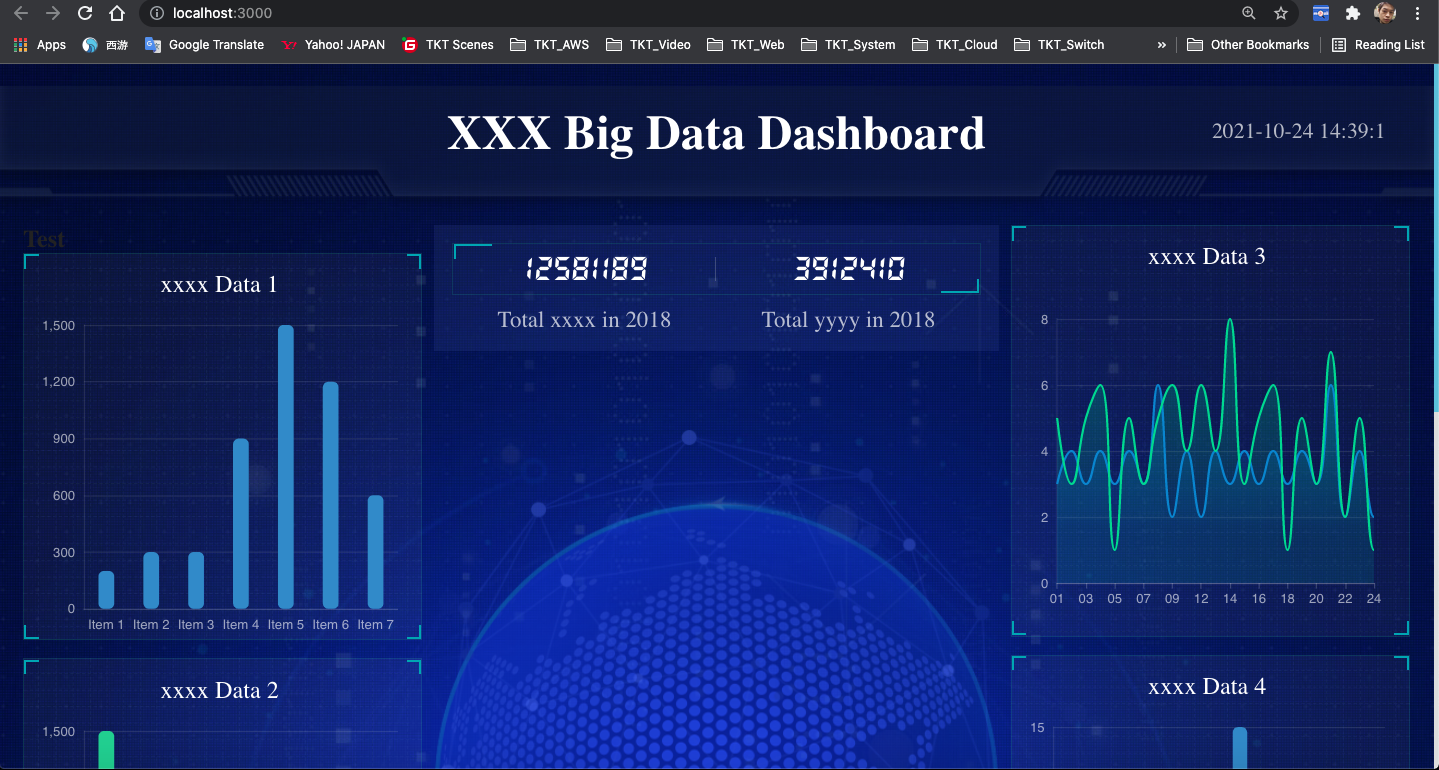 localhost:3000
Apps 西游 Google Translate Yahoo! JAPAN TKT Scenes TKT_AWS TKT_Video TKT_Web TKT_System TKT_Cloud TKT_Switch » Other Bookmarks Reading List
XXX Big Data Dashboard
2021-10-24 14:39:1
Test
xxxx Data 1
1,500
1,200
900
600
300
0
Item 1 Item 2 Item 3 Item 4 Item 5 Item 6 Item 7
xxxx Data 2
1,500
12581189 3912410
Total xxxx in 2018 Total yyyy in 2018
xxxx Data 3
8
6
4
2
0
01 03 05 07 09 12 14 16 18 20 22 24
xxxx Data 4
15